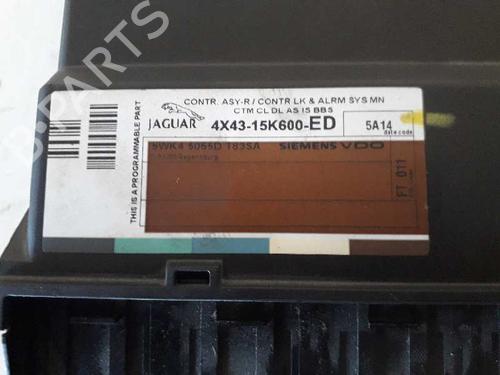 CONTR. ASY-R / CONTR LK & ALRM SYS MN
CTM CL DL AS IS BBS
JAGUAR 4X43-15K600-ED 5A14
date code
THIS IS A PROGRAMMABLE PART
5WK4 5055D 183SA SIEMENS VDO
FT 011
B-PARTS